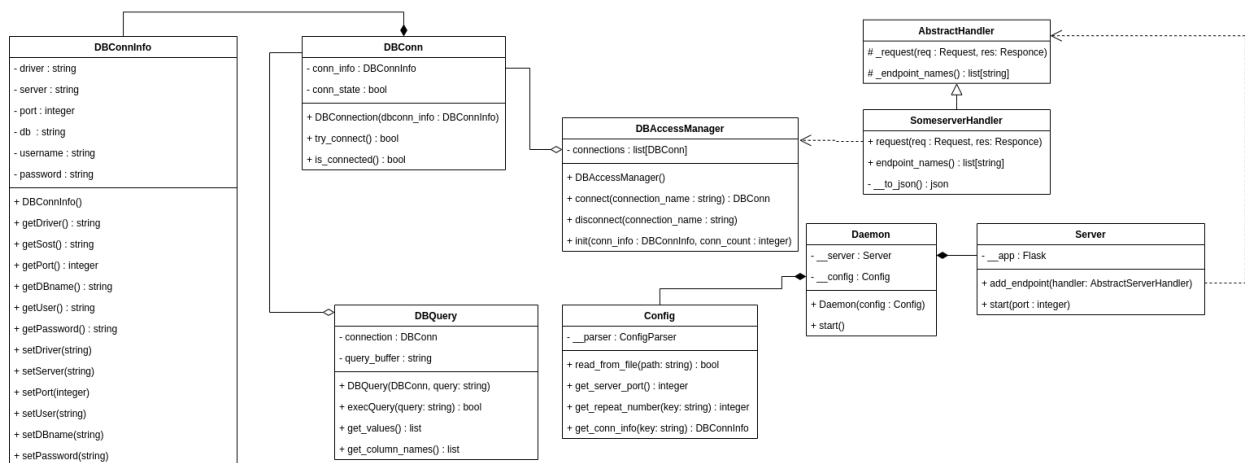 DBConnInfo
- driver : string
- server : string
- port : integer
- db : string
- username : string
- password : string
+ DBConnInfo()
+ getDriver() : string
+ getSost() : string
+ getPort() : integer
+ getDBname() : string
+ getUser() : string
+ getPassword() : string
+ setDriver(string)
+ setServer(string)
+ setPort(integer)
+ setUser(string)
+ setDBname(string)
+ setPassword(string)
DBConn
- conn_info : DBConnInfo
- conn_state : bool
+ DBConnection(dbconn_info : DBConnInfo)
+ try_connect() : bool
+ is_connected() : bool
DBQuery
- connection : DBConn
- query_buffer : string
+ DBQuery(DBConn, query: string)
+ execQuery(query: string) : bool
+ get_values() : list
+ get_column_names() : list
DBAccessManager
- connections : list[DBConn]
+ DBAccessManager()
+ connect(connection_name : string) : DBConn
+ disconnect(connection_name : string)
+ init(conn_info : DBConnInfo, conn_count : integer)
Config
- __parser : ConfigParser
+ read_from_file(path: string) : bool
+ get_server_port() : integer
+ get_repeat_number(key: string) : integer
+ get_conn_info(key: string) : DBConnInfo
AbstractHandler
# _request(req : Request, res: Responce)
# _endpoint_names() : list[string]
SomeserverHandler
+ request(req : Request, res: Responce)
+ endpoint_names() : list[string]
- __to_json() : json
Daemon
- __server : Server
- __config : Config
+ Daemon(config : Config)
+ start()
Server
- __app : Flask
+ add_endpoint(handler: AbstractServerHandler)
+ start(port : integer)